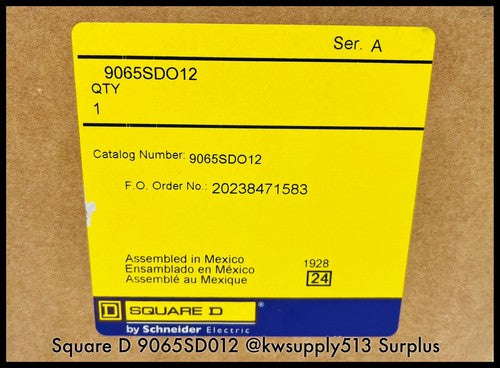 Ser. A
9065SDO12
QTY
1
Catalog Number: 9065SDO12
F.O. Order No.: 20238471583
Assembled in Mexico
Ensamblado en México
Assemblé au Mexique
1928
24
D SQUARE D ®
by Schneider Electric
Square D 9065SD012 @kwsupply513 Surplus